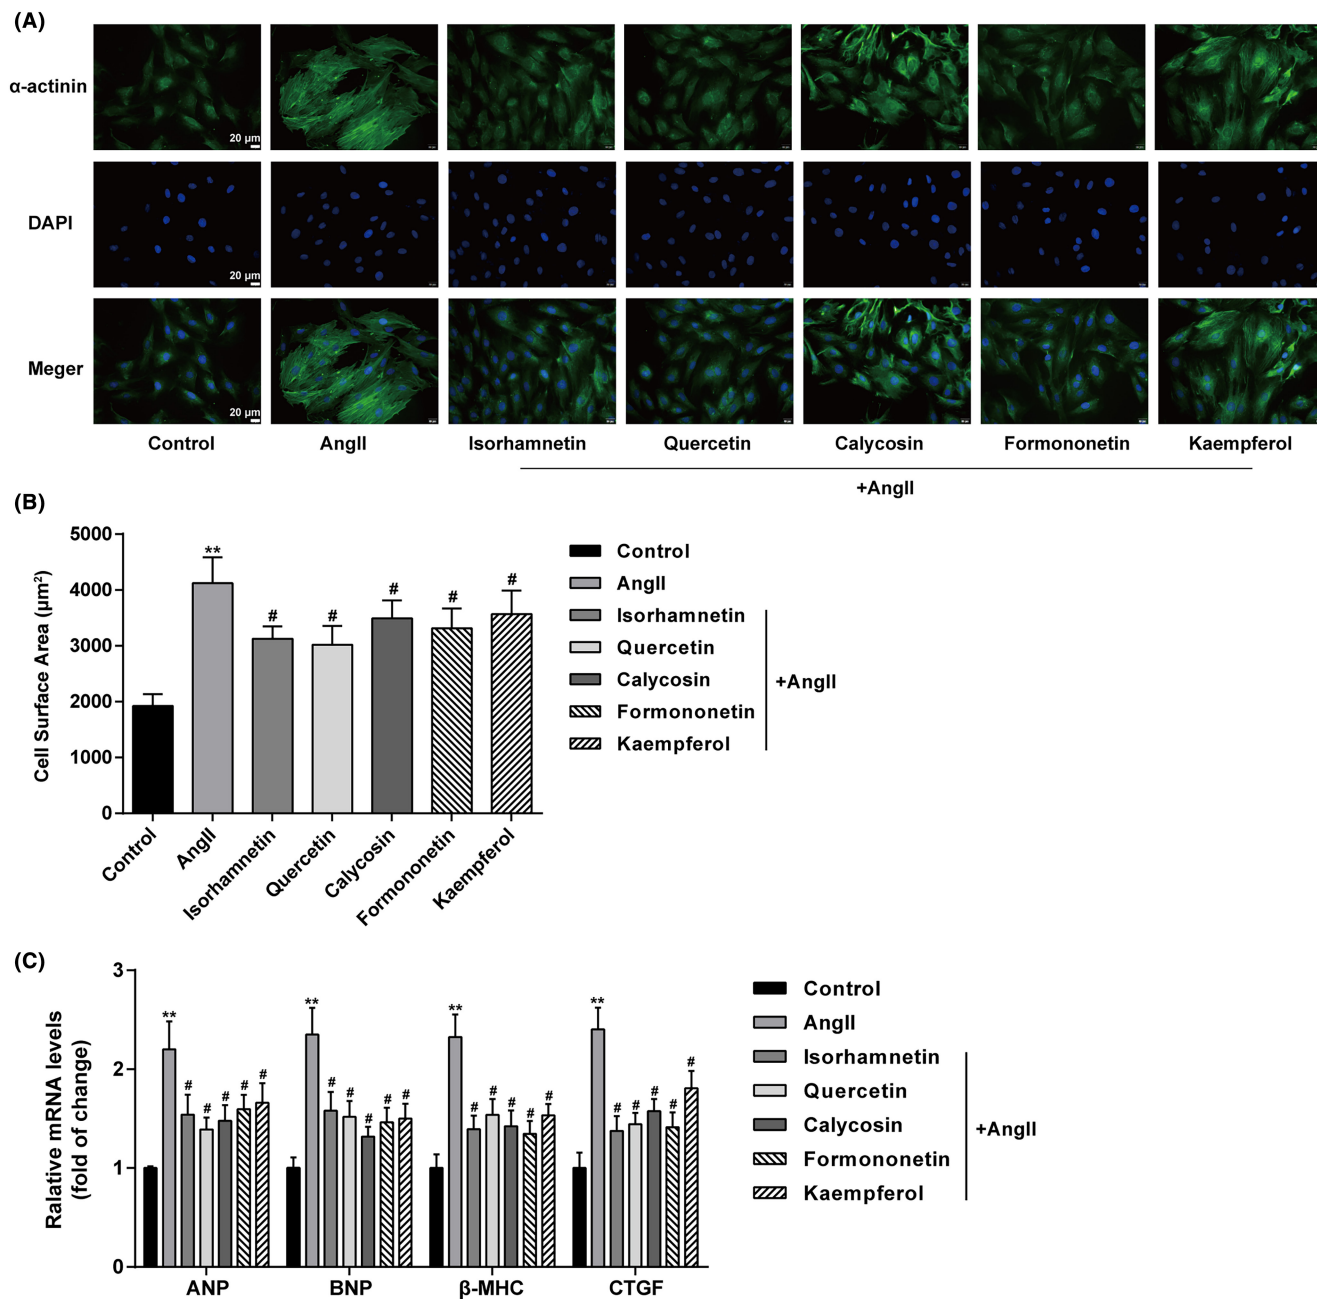 (A)
α-actinin
20 µm
DAPI
20 µm
Meger
20 µm
Control AngII Isorhamnetin Quercetin Calycosin Formononetin Kaempferol
+AngII
(B)
Cell Surface Area (µm²)
5000
4000
3000
2000
1000
0
**
#
#
#
#
#
Control
AngII
Isorhamnetin
Quercetin
Calycosin
Formononetin
Kaempferol
Control
AngII
Isorhamnetin
Quercetin
Calycosin
Formononetin
Kaempferol
+AngII
(C)
Ralative mRNA levels
(fold of change)
3
2
1
0
** # # # # #
** # # # # #
** # # # # #
** # # # # #
ANP BNP β-MHC CTGF
Control
AngII
Isorhamnetin
Quercetin
Calycosin
Formononetin
Kaempferol
+AngII